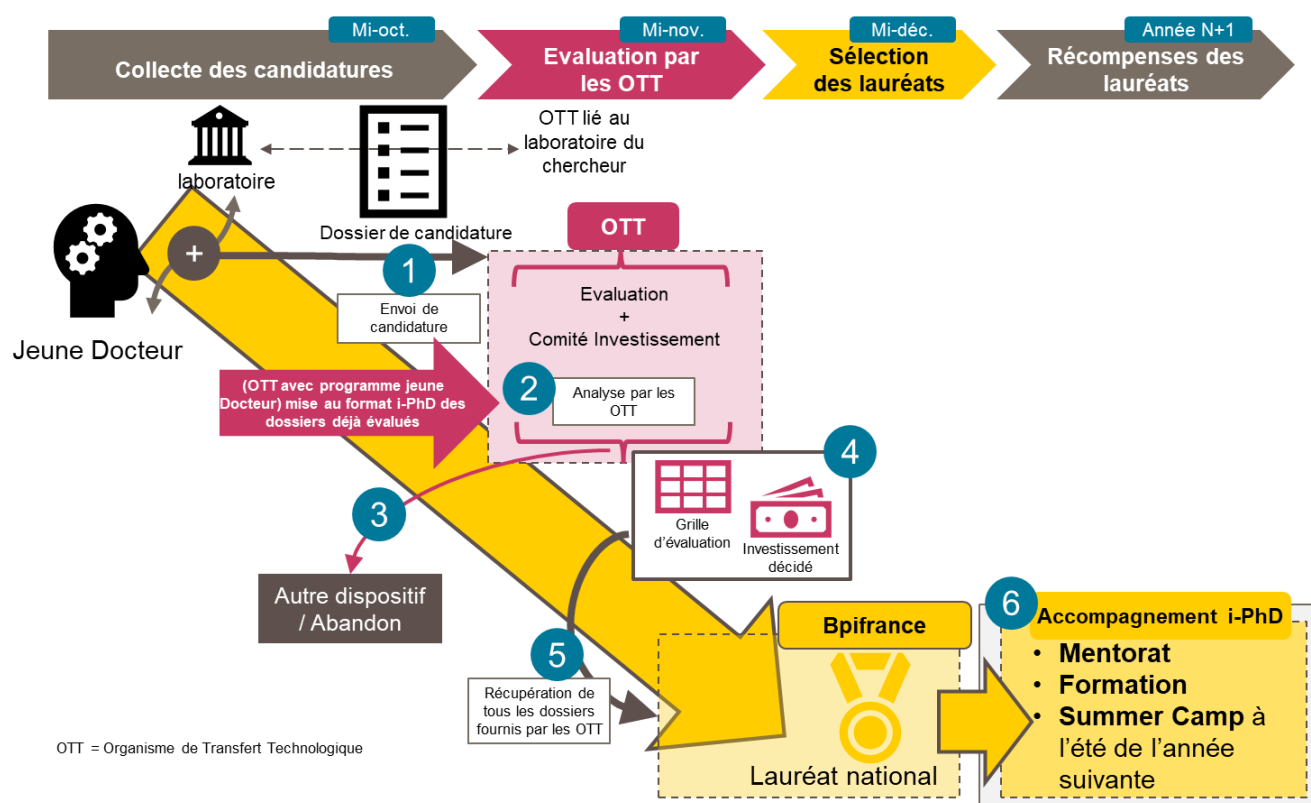 Mi-oct.
Mi-nov.
Mi-déc.
Année N+1
Collecte des candidatures
Evaluation par
les OTT
Sélection
des lauréats
Récompenses des
lauréats
laboratoire
OTT lié au
laboratoire du
chercheur
Dossier de candidature
OTT
+
1
Envoi de
candidature
Jeune Docteur
Evaluation
+
Comité Investissement
(OTT avec programme jeune
Docteur) mise au format i-PhD des
dossiers déjà évalués
2
Analyse par les
OTT
4
Grille
d’évaluation
Investissement
décidé
3
Autre dispositif
/ Abandon
5
Récupération de
tous les dossiers
fournis par les OTT
Bpifrance
Lauréat national
6
Accompagnement i-PhD
• Mentorat
• Formation
• Summer Camp à
l’été de l’année
suivante
OTT = Organisme de Transfert Technologique